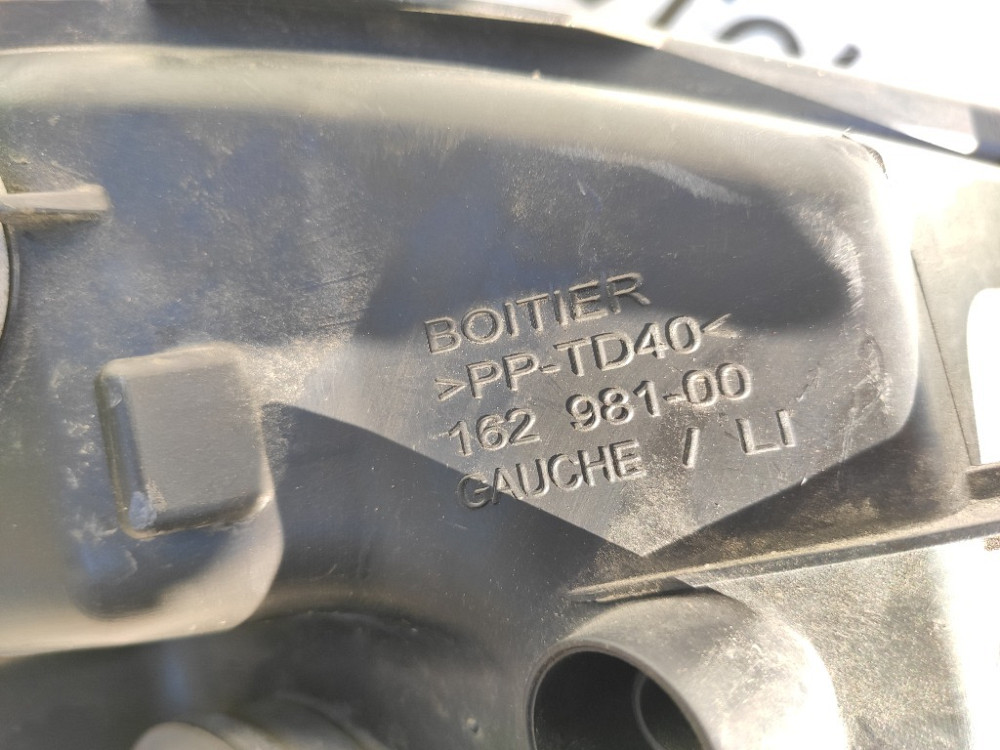 BOITIER
>PP-TD40<
162 981-00
GAUCHE / LI